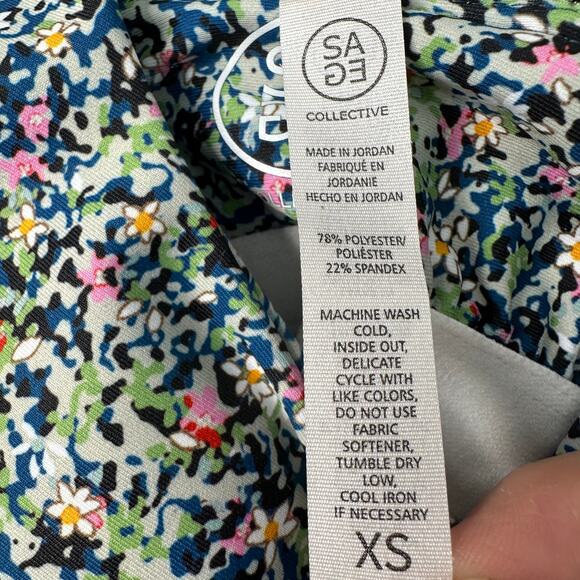 SA
EG
COLLECTIVE
MADE IN JORDAN
FABRIQUÉ EN
JORDANIE
HECHO EN JORDAN
78% POLYESTER/
POLIÉSTER
22% SPANDEX
MACHINE WASH
COLD,
INSIDE OUT,
DELICATE
CYCLE WITH
LIKE COLORS,
DO NOT USE
FABRIC
SOFTENER,
TUMBLE DRY
LOW,
COOL IRON
IF NECESSARY
XS